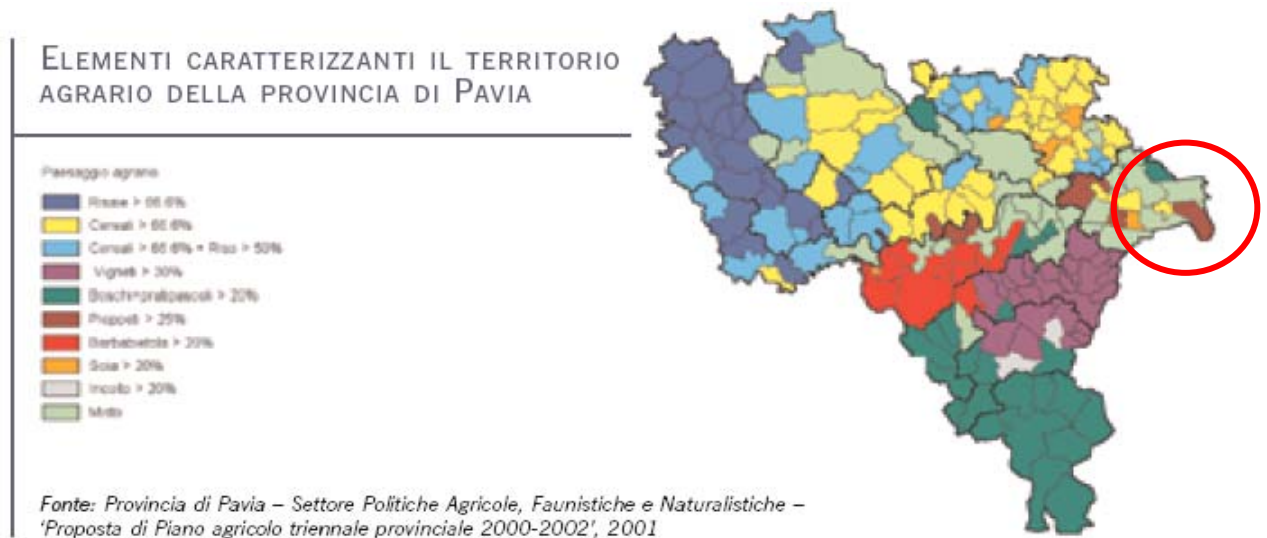 ELEMENTI CARATTERIZZANTI IL TERRITORIO
AGRARIO DELLA PROVINCIA DI PAVIA
Paesaggio agrario
Risaie > 66.6%
Cereali > 66.6%
Cereali > 66.6% + Riso > 50%
Vigneti > 30%
Boschi+pratipascoli > 20%
Pioppeti > 25%
Barbabietola > 20%
Soia > 20%
Incolto > 20%
Misto
Fonte: Provincia di Pavia – Settore Politiche Agricole, Faunistiche e Naturalistiche –
'Proposta di Piano agricolo triennale provinciale 2000-2002', 2001